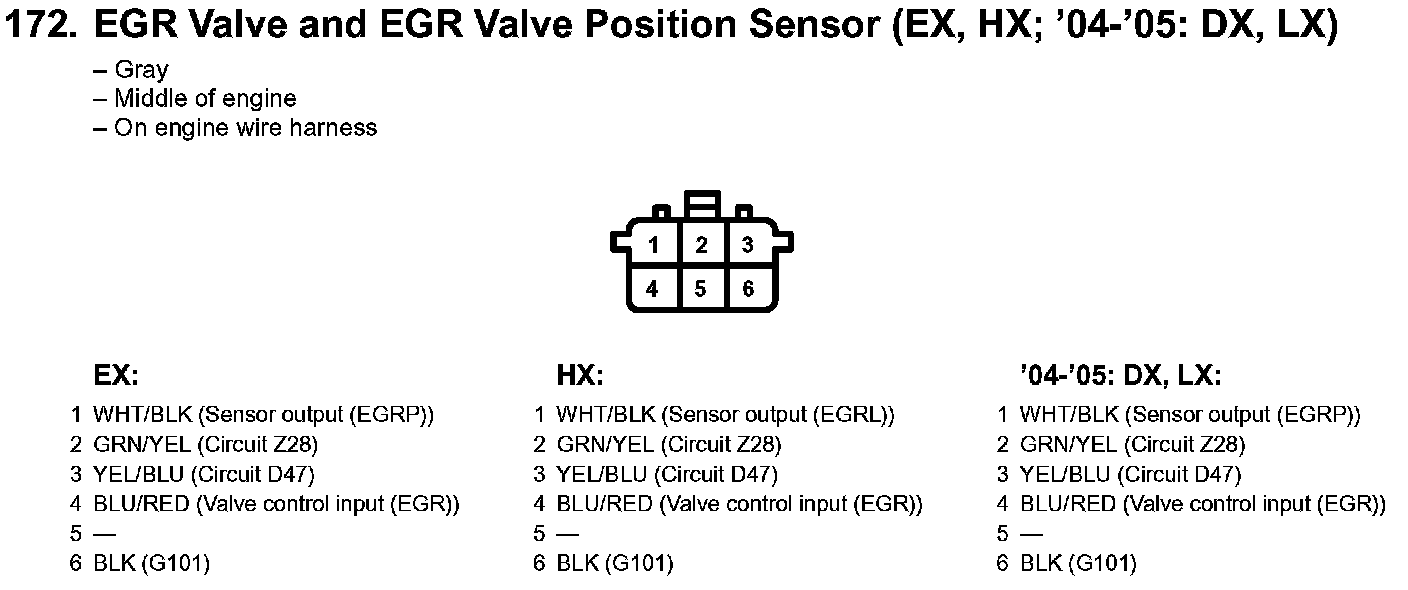 172. EGR Valve and EGR Valve Position Sensor (EX, HX; ’04-’05: DX, LX)
– Gray
– Middle of engine
– On engine wire harness
1 2 3
4 5 6
EX:
1 WHT/BLK (Sensor output (EGRP))
2 GRN/YEL (Circuit Z28)
3 YEL/BLU (Circuit D47)
4 BLU/RED (Valve control input (EGR))
5 —
6 BLK (G101)
HX:
1 WHT/BLK (Sensor output (EGRL))
2 GRN/YEL (Circuit Z28)
3 YEL/BLU (Circuit D47)
4 BLU/RED (Valve control input (EGR))
5 —
6 BLK (G101)
’04-’05: DX, LX:
1 WHT/BLK (Sensor output (EGRP))
2 GRN/YEL (Circuit Z28)
3 YEL/BLU (Circuit D47)
4 BLU/RED (Valve control input (EGR))
5 —
6 BLK (G101)